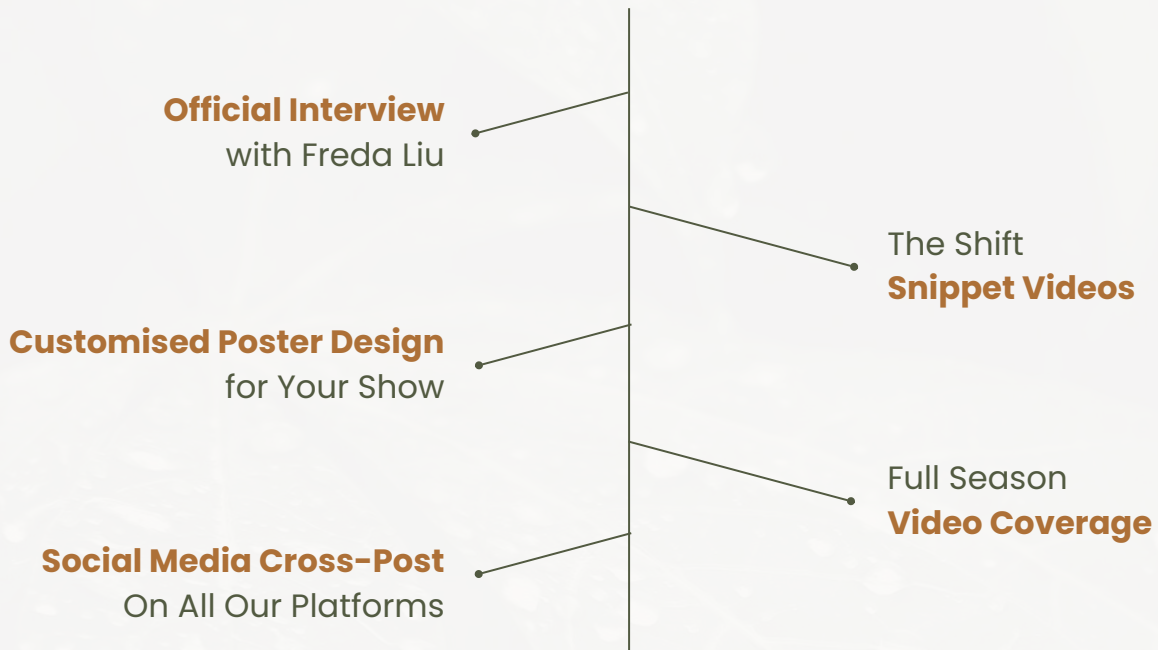 Official Interview
with Freda Liu
The Shift
Snippet Videos
Customised Poster Design
for Your Show
Full Season
Video Coverage
Social Media Cross-Post
On All Our Platforms